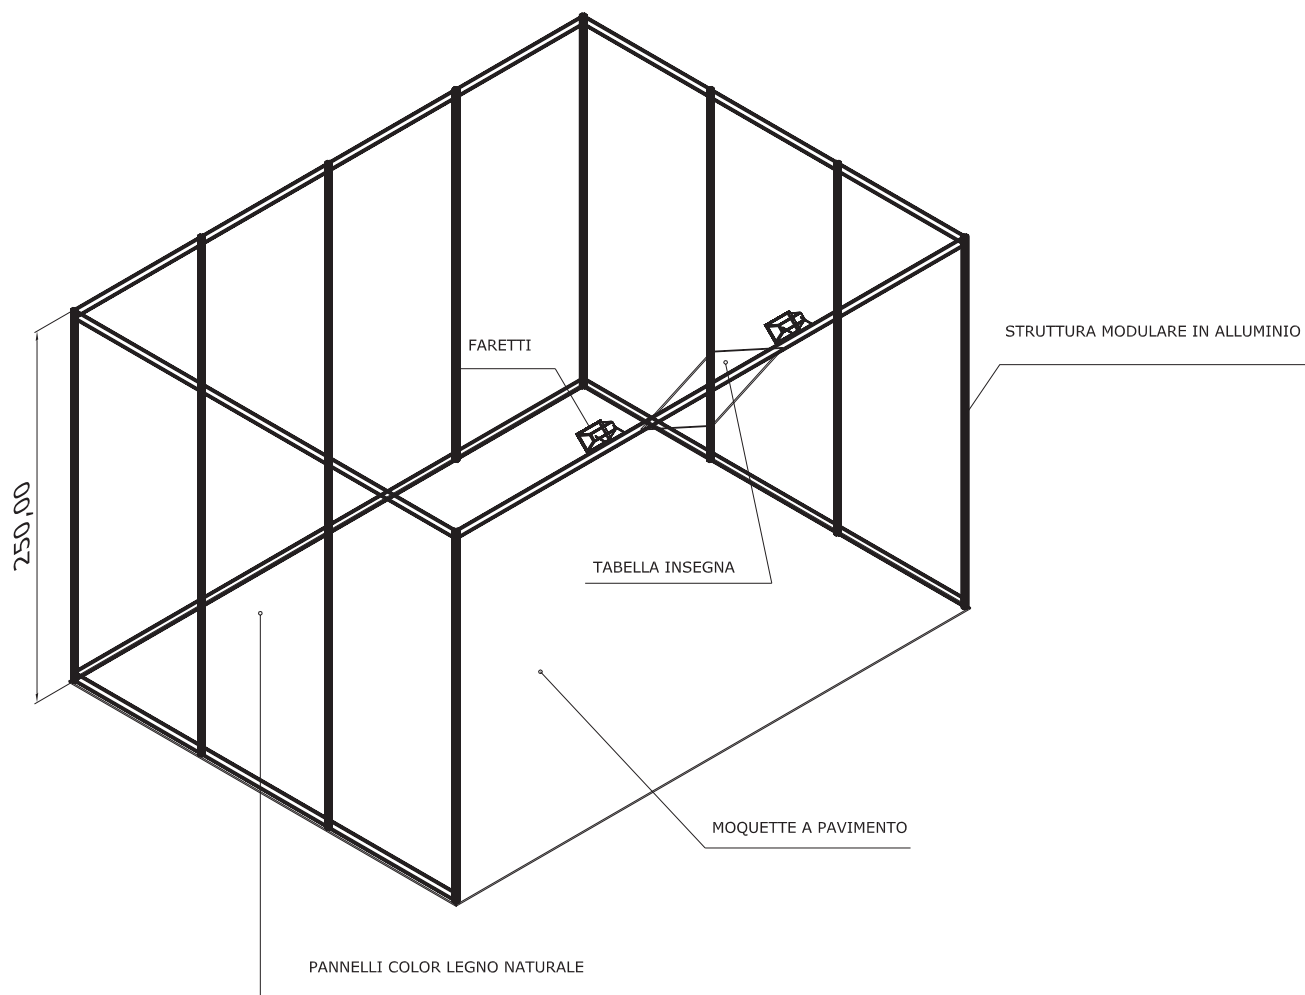 FARETTI
STRUTTURA MODULARE IN ALLUMINIO
250,00
TABELLA INSEGNA
MOQUETTE A PAVIMENTO
PANNELLI COLOR LEGNO NATURALE